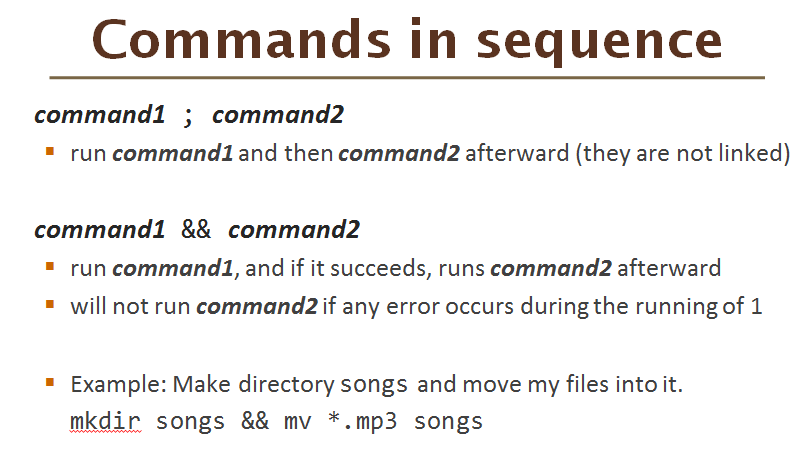 Commands in sequence
command1 ; command2
▪ run command1 and then command2 afterward (they are not linked)
command1 && command2
▪ run command1, and if it succeeds, runs command2 afterward
▪ will not run command2 if any error occurs during the running of 1
▪ Example: Make directory songs and move my files into it.
mkdir songs && mv *.mp3 songs